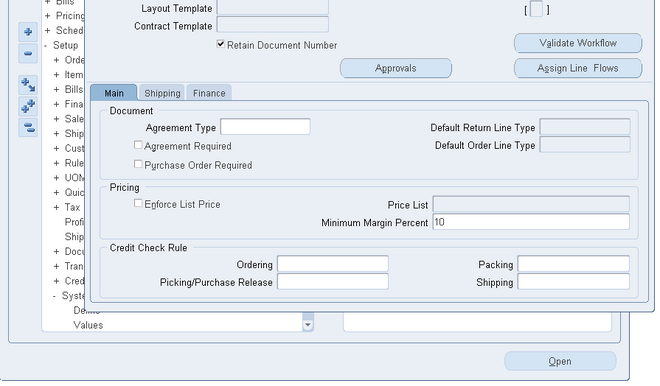 Bills
Layout Template
Pricing
[ ]
Contract Template
Sched
- Setup
Retain Document Number
Validate Workflow
+ Orde
Approvals
Assign Line Flows
+ Item
+ Bills
Main Shipping Finance
+ Fina
Document
+ Sale
Agreement Type
Default Return Line Type
+ Ship
Agreement Required
Default Order Line Type
+ Cust
Purchase Order Required
+ Rule
+ UOM
Pricing
+ Quic
Enforce List Price
Price List
+ Tax
Minimum Margin Percent 10
Profi
Ship
Credit Check Rule
+ Docu
Ordering
Packing
+ Tran
Picking/Purchase Release
Shipping
+ Cred
- Syste
Values
Open